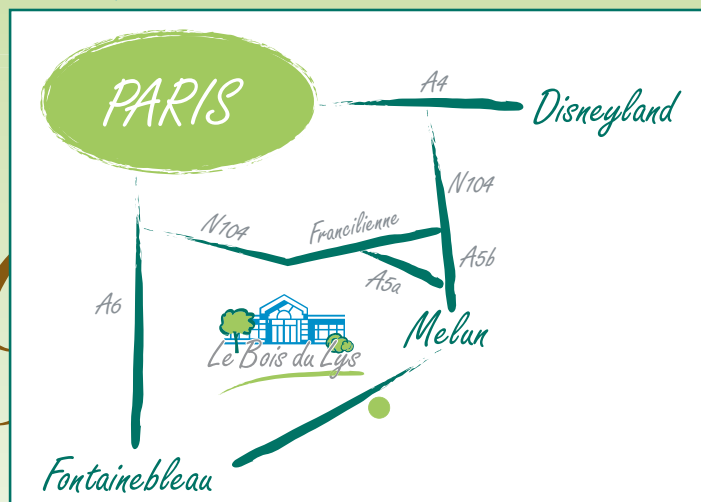 A4
PARIS
Disneyland
N104
N104
Francilienne
A5b
A5a
A6
Melun
Le Bois du Lys
Fontainebleau